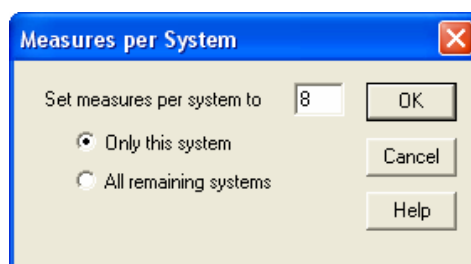 Measures per System
Set measures per system to 8 OK
Only this system
Cancel
All remaining systems
Help